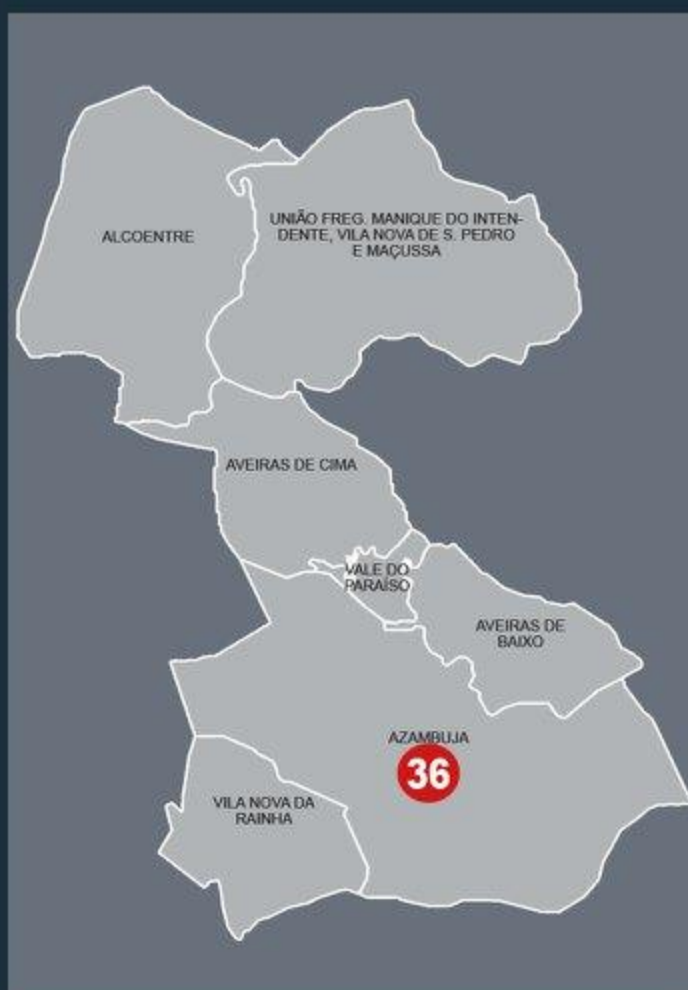 ALCOENTRE
UNIÃO FREG. MANIQUE DO INTEN-
DENTE, VILA NOVA DE S. PEDRO
E MAÇUSSA
AVEIRAS DE CIMA
VALE DO
PARAÍSO
AVEIRAS DE
BAIXO
AZAMBUJA
36
VILA NOVA DA
RAINHA